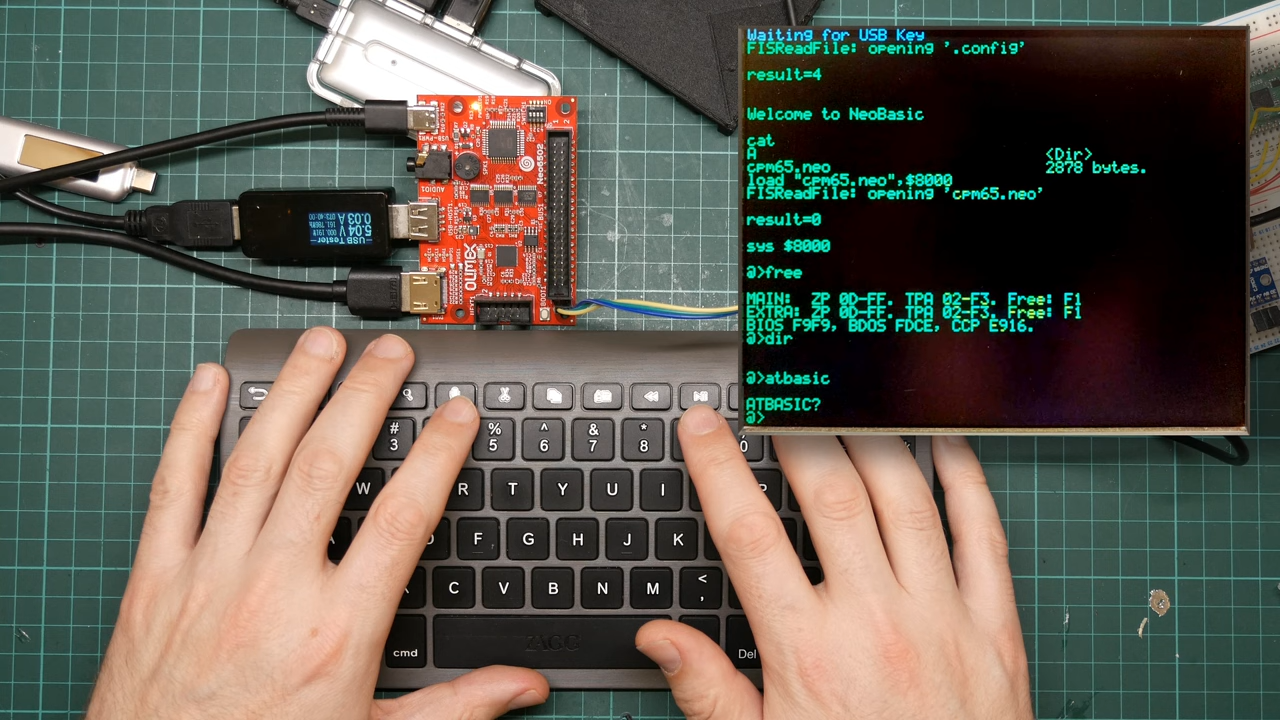 Waiting for USB Key
FISReadFile: opening '.config'
result=4
Welcome to NeoBasic
cat
A <Dir>
cpm65.neo 2878 bytes.
load "cpm65.neo",$8000
FISReadFile: opening 'cpm65.neo'
result=0
sys $8000
@>free
MAIN: ZP 0D-FF. TPA 02-F3. Free: F1
EXTRA: ZP 0D-FF. TPA 02-F3. Free: F1
BIOS F9F9, BDOS FDCE, CCP E916.
@>dir
@>atbasic
ATBASIC?
@>
Neo6502
AUDIO1
OLIMEX
USB Tester
5.04 V
0.03 A
# % ^ & *
3 5 6 7 8 0
W R T Y U I P
A D F G H J K
C V B N M < ,
cmd
IACC
Del